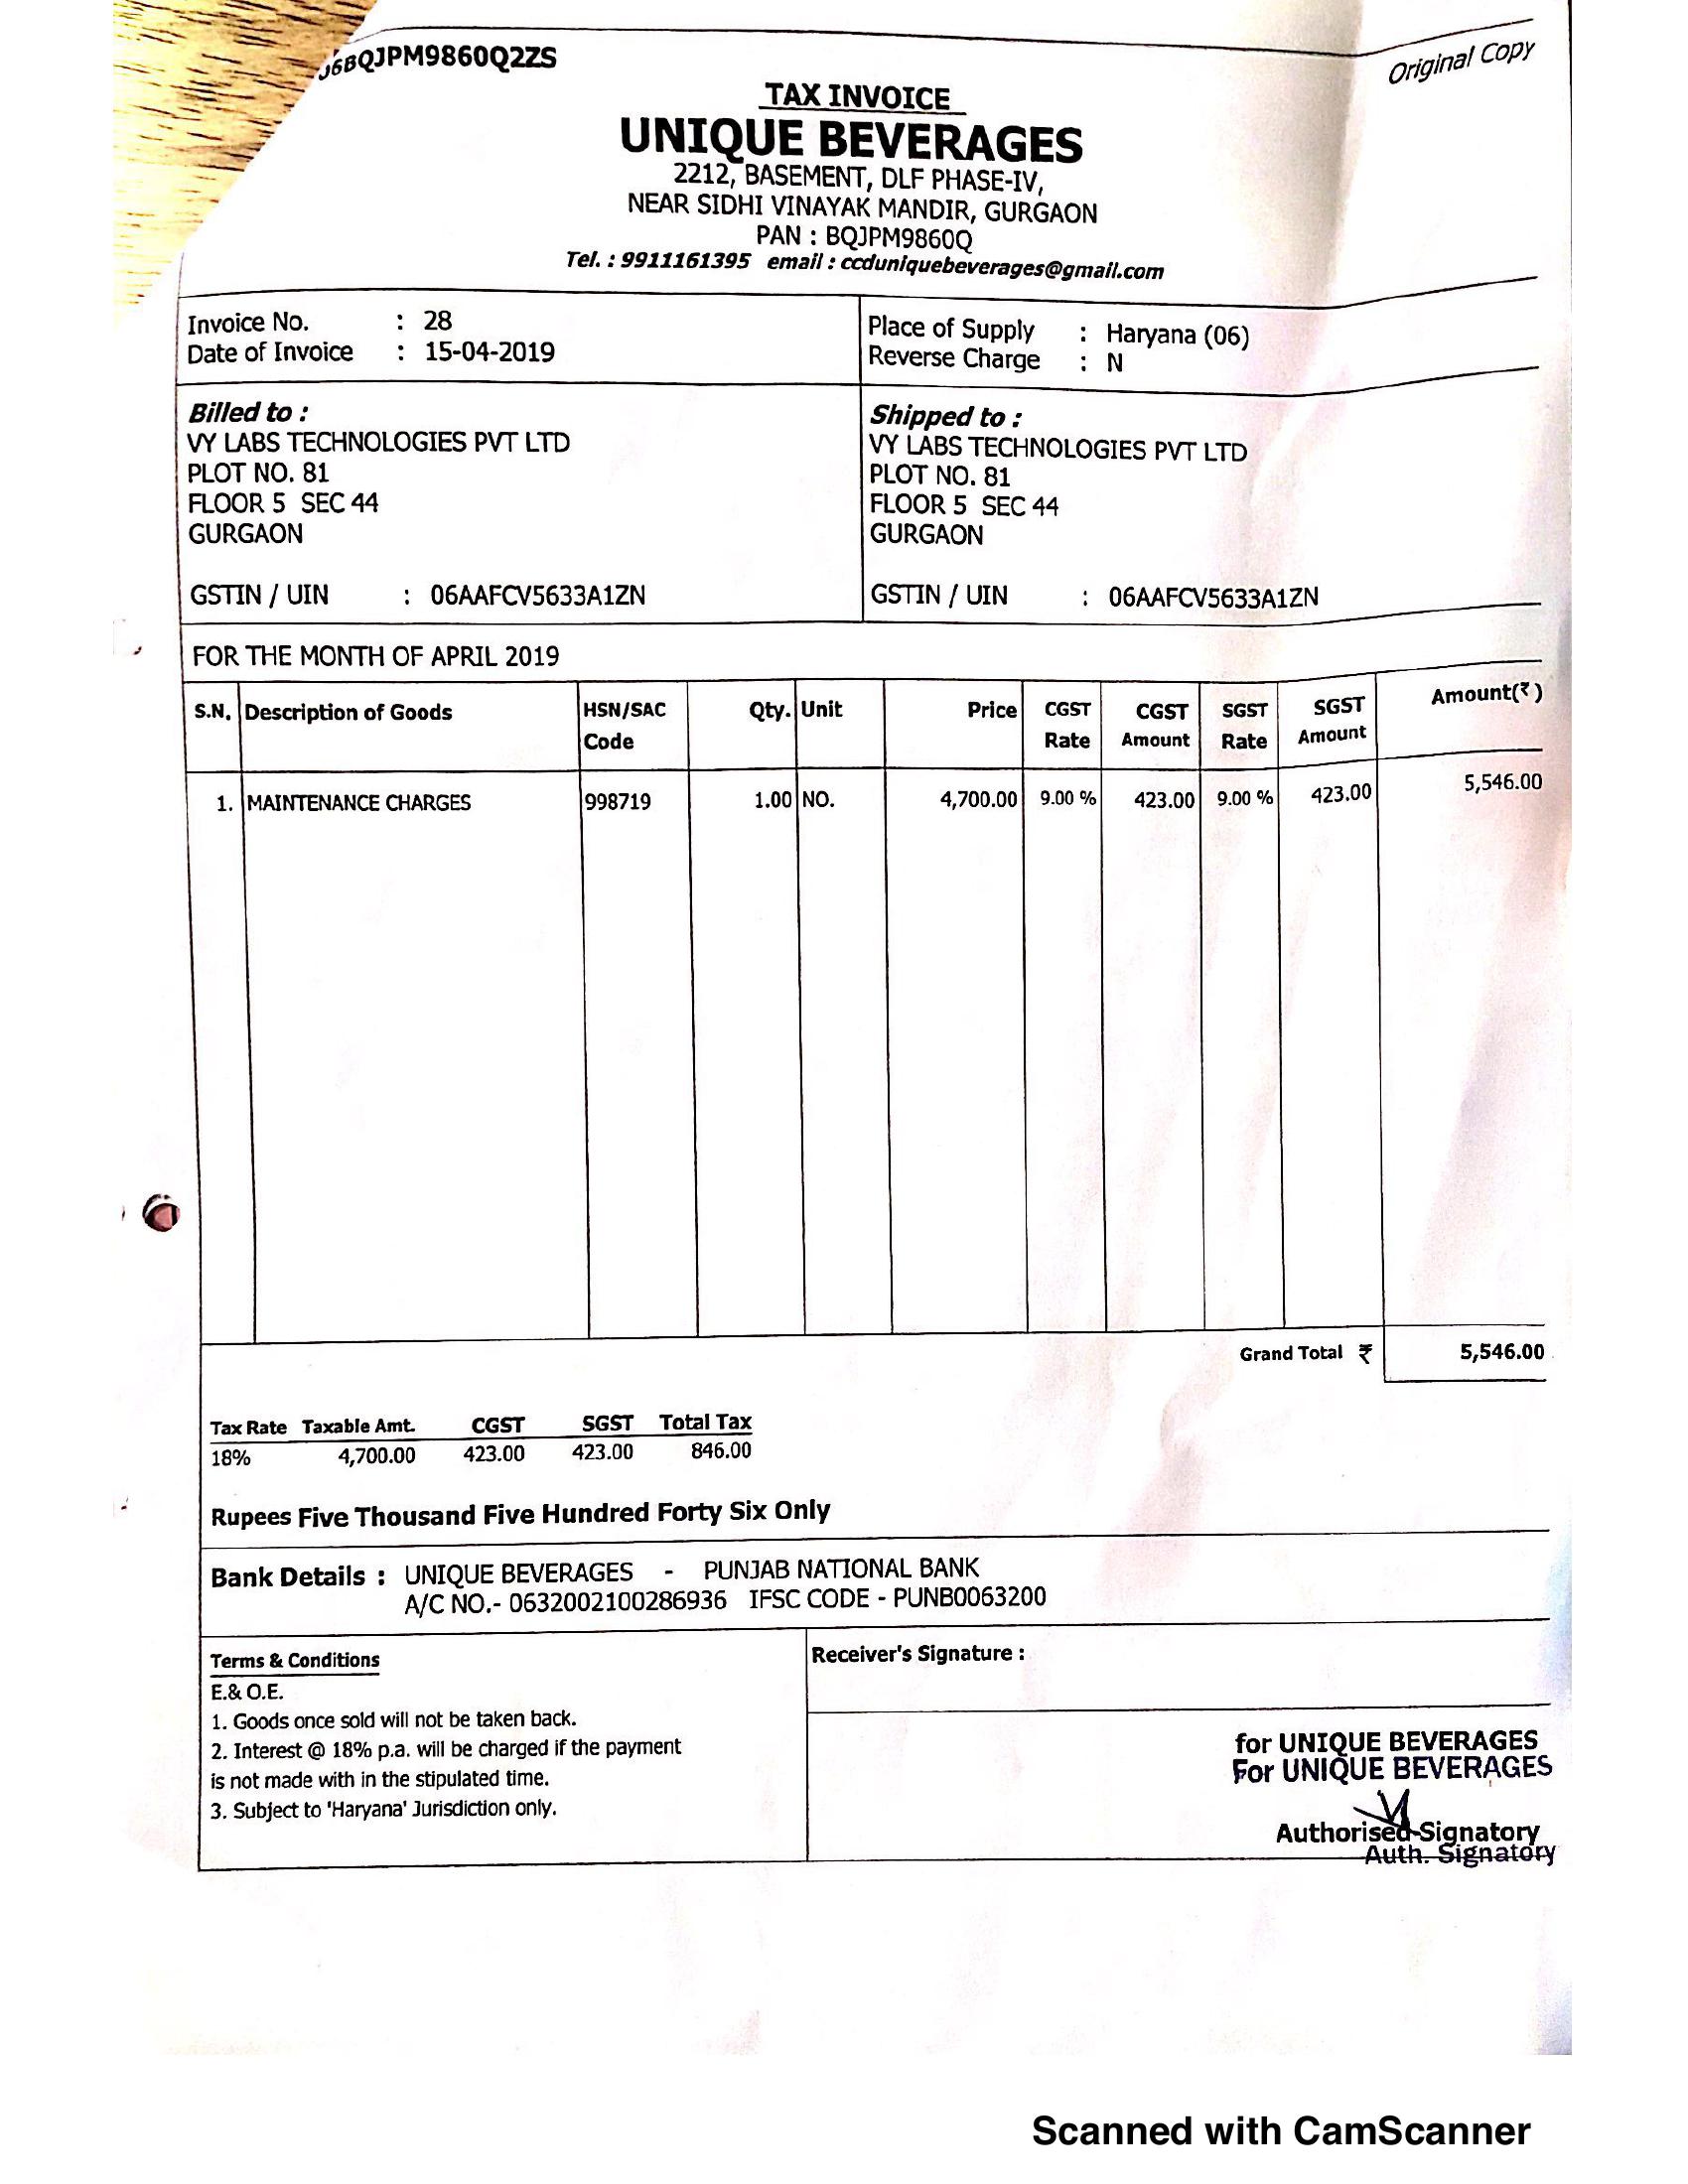 06BQJPM9860Q2ZS
Original Copy
TAX INVOICE
UNIQUE BEVERAGES
2212, BASEMENT, DLF PHASE-IV,
NEAR SIDHI VINAYAK MANDIR, GURGAON
PAN : BQJPM9860Q
Tel. : 9911161395 email : ccduniquebeverages@gmail.com
Invoice No. : 28
Date of Invoice : 15-04-2019
Place of Supply : Haryana (06)
Reverse Charge : N
Billed to :
VY LABS TECHNOLOGIES PVT LTD
PLOT NO. 81
FLOOR 5 SEC 44
GURGAON
GSTIN / UIN : 06AAFCV5633A1ZN
Shipped to :
VY LABS TECHNOLOGIES PVT LTD
PLOT NO. 81
FLOOR 5 SEC 44
GURGAON
GSTIN / UIN : 06AAFCV5633A1ZN
FOR THE MONTH OF APRIL 2019
S.N. Description of Goods HSN/SAC Code Qty. Unit Price CGST Rate CGST Amount SGST Rate SGST Amount Amount(₹)
1. MAINTENANCE CHARGES 998719 1.00 NO. 4,700.00 9.00 % 423.00 9.00 % 423.00 5,546.00
Grand Total ₹ 5,546.00
Tax Rate Taxable Amt. CGST SGST Total Tax
18% 4,700.00 423.00 423.00 846.00
Rupees Five Thousand Five Hundred Forty Six Only
Bank Details : UNIQUE BEVERAGES - PUNJAB NATIONAL BANK
A/C NO.- 0632002100286936 IFSC CODE - PUNB0063200
Terms & Conditions
E.& O.E.
1. Goods once sold will not be taken back.
2. Interest @ 18% p.a. will be charged if the payment
is not made with in the stipulated time.
3. Subject to 'Haryana' Jurisdiction only.
Receiver's Signature :
for UNIQUE BEVERAGES
For UNIQUE BEVERAGES
Authorised Signatory
Auth. Signatory
Scanned with CamScanner